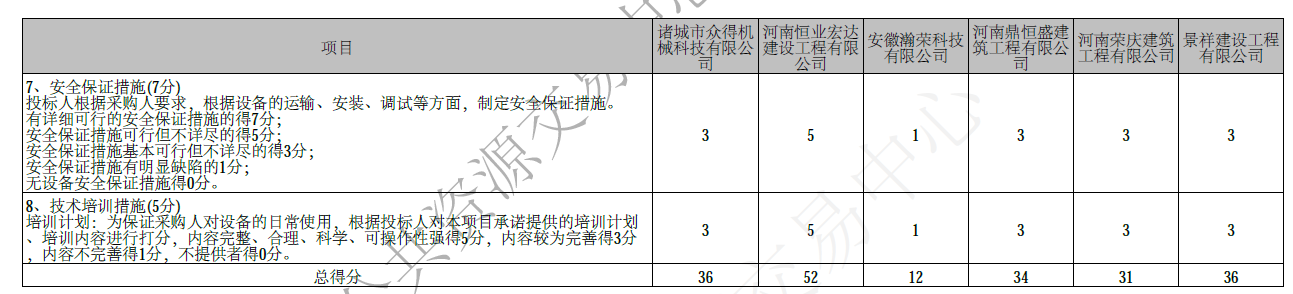 项目
诸城市众得机
械科技有限公
司
河南恒业宏达
建设工程有限
公司
安徽瀚荣科技
有限公司
河南鼎恒盛建
筑工程有限公
司
河南荣庆建筑
工程有限公司
景祥建设工程
有限公司
7、安全保证措施(7分)
投标人根据采购人要求，根据设备的运输、安装、调试等方面，制定安全保证措施。
有详细可行的安全保证措施的得7分；
安全保证措施可行但不详尽的得5分；
安全保证措施基本可行但不详尽的得3分；
安全保证措施有明显缺陷的1分；
无设备安全保证措施得0分。
3 5 1 3 3 3
8、技术培训措施(5分)
培训计划：为保证采购人对设备的日常使用，根据投标人对本项目承诺提供的培训计划
、培训内容进行打分，内容完整、合理、科学、可操作性强得5分，内容较为完善得3分
，内容不完善得1分，不提供者得0分。
3 5 1 3 3 3
总得分 36 52 12 34 31 36
共资源交易中心
交易中心